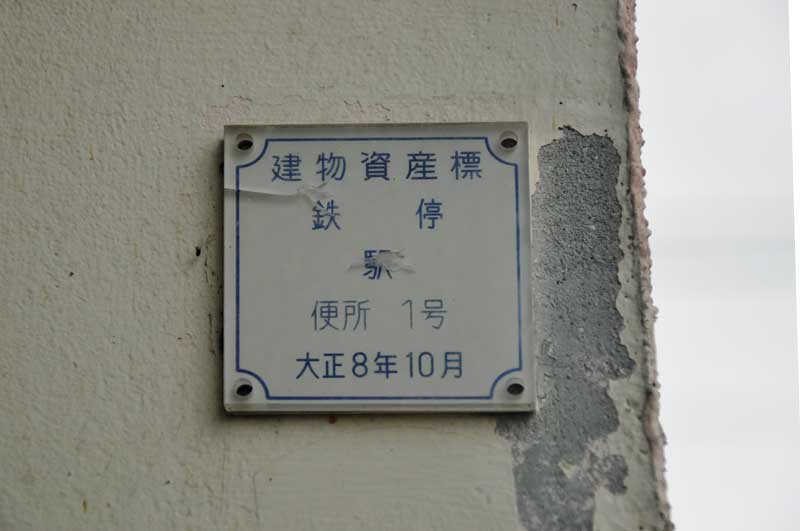 建物資産標
鉄 停
駅
便所 1号
大正8年10月